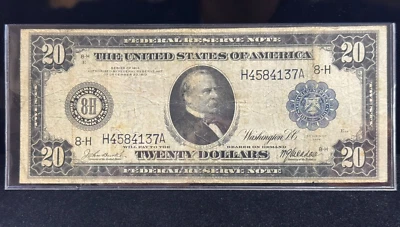 FEDERAL RESERVE NOTE
20 20
THE UNITED STATES OF AMERICA
H4584137A 8-H
8H
8-H H4584137A
Washington, D.C.
WILL PAY TO THE BEARER ON DEMAND
20 TWENTY DOLLARS 20
FEDERAL RESERVE NOTE